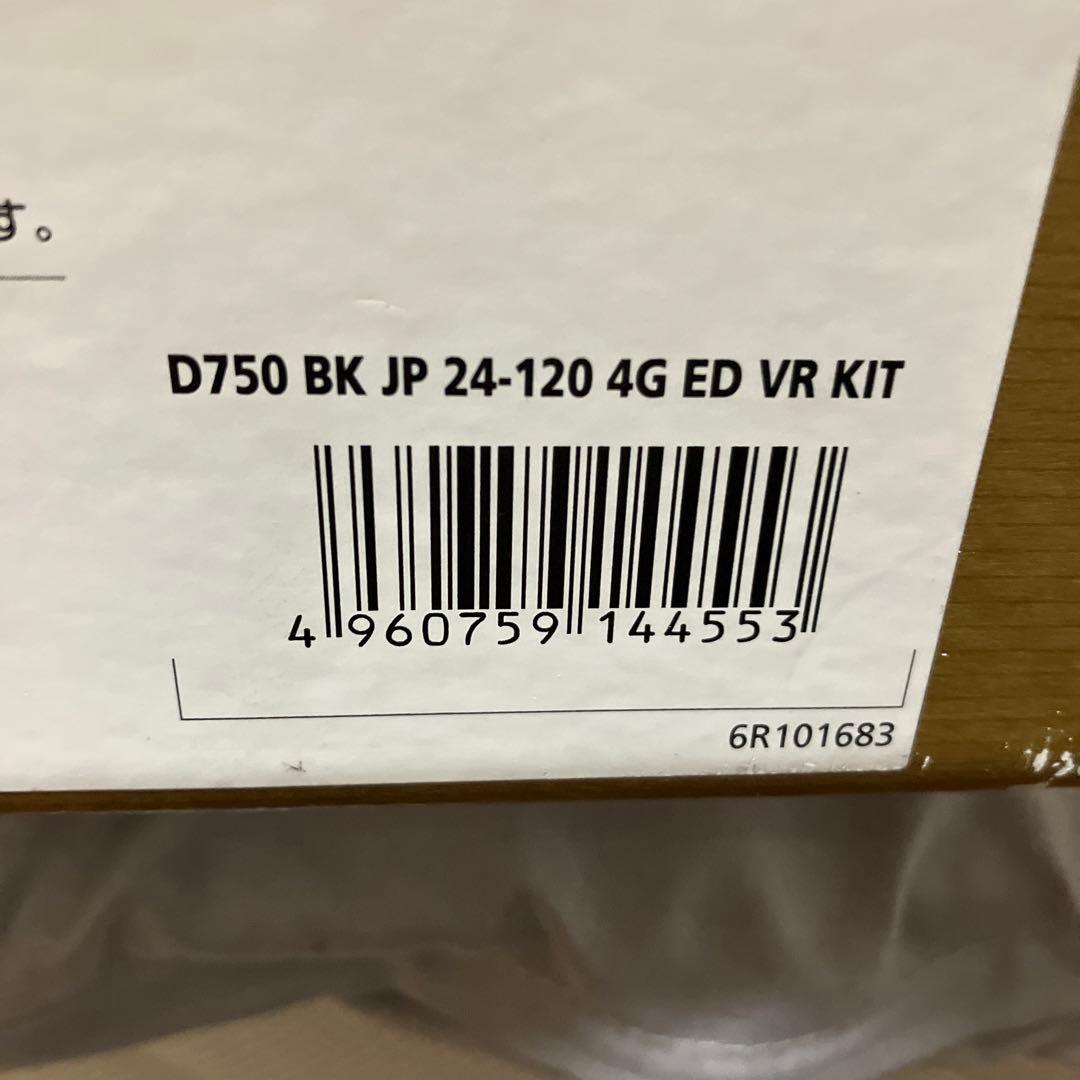 す。
D750 BK JP 24-120 4G ED VR KIT
4 960759 144553
6R101683